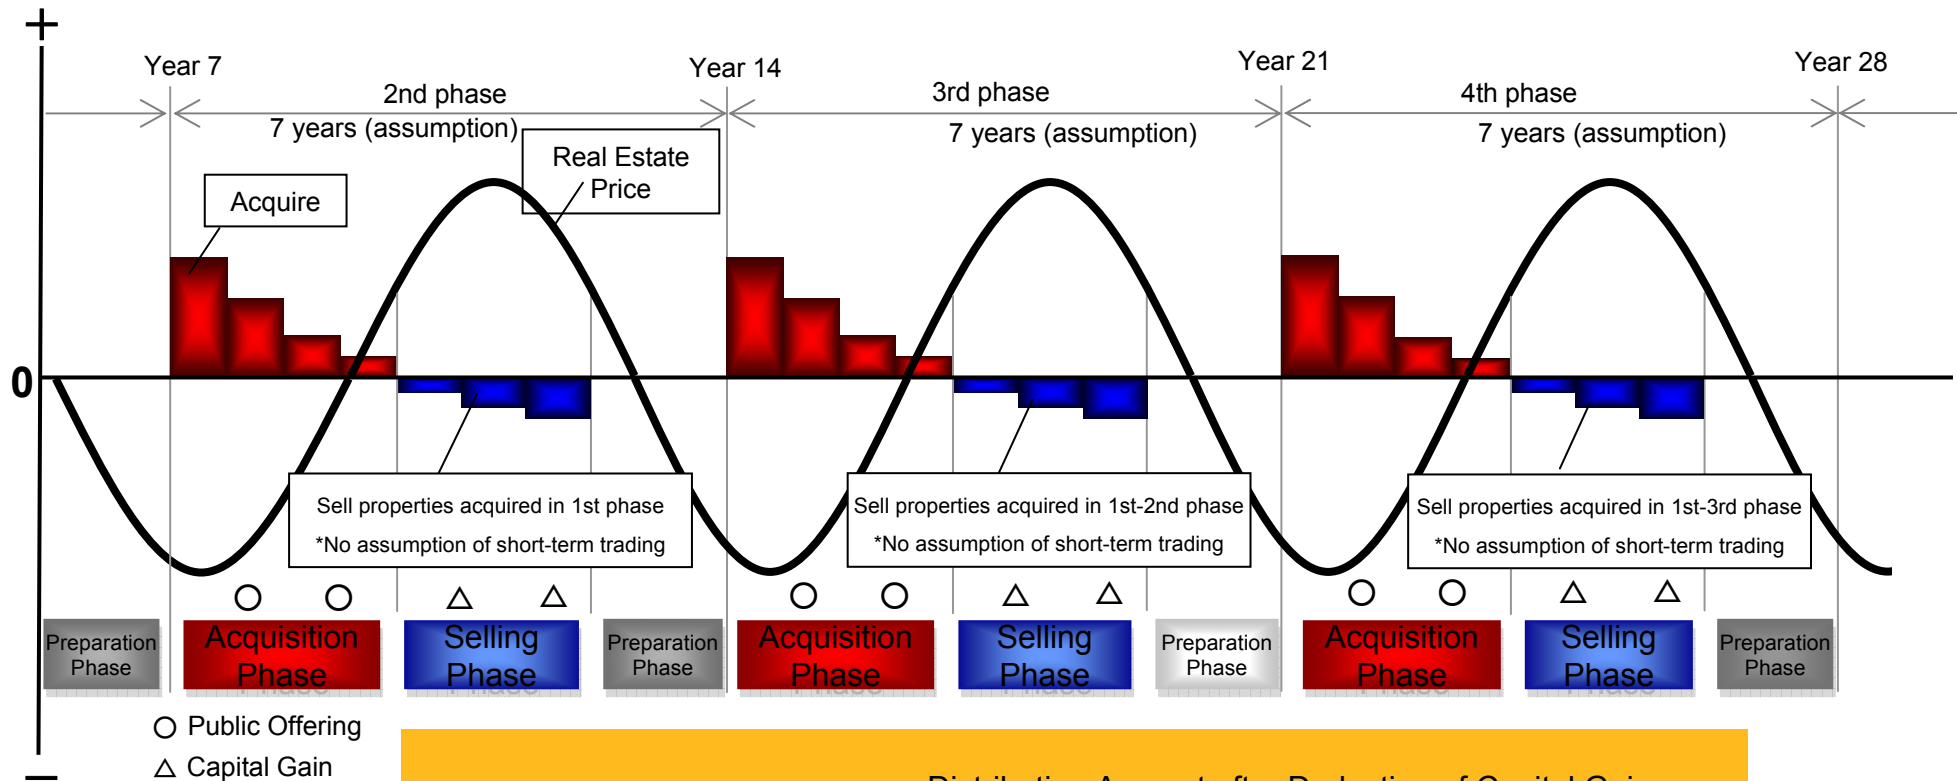 +
Year 7
Year 14
Year 21
Year 28
2nd phase
7 years (assumption)
3rd phase
7 years (assumption)
4th phase
7 years (assumption)
Real Estate
Price
Acquire
0
Sell properties acquired in 1st phase
*No assumption of short-term trading
Sell properties acquired in 1st-2nd phase
*No assumption of short-term trading
Sell properties acquired in 1st-3rd phase
*No assumption of short-term trading
Preparation
Phase
Acquisition
Phase
Selling
Phase
Preparation
Phase
Acquisition
Phase
Selling
Phase
Preparation
Phase
Acquisition
Phase
Selling
Phase
Preparation
Phase
○ Public Offering
△ Capital Gain
−